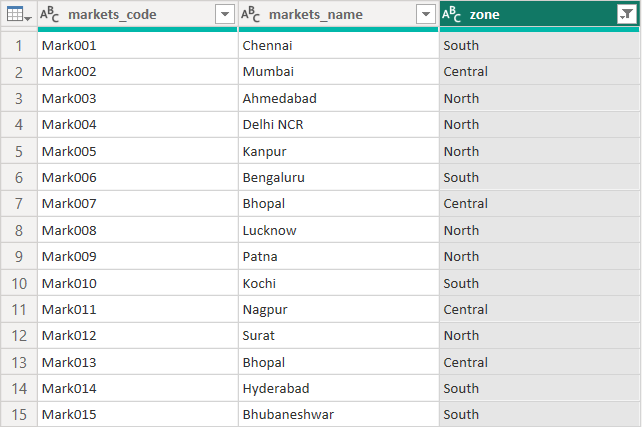 ABC markets_code ABC markets_name ABC zone
1 Mark001 Chennai South
2 Mark002 Mumbai Central
3 Mark003 Ahmedabad North
4 Mark004 Delhi NCR North
5 Mark005 Kanpur North
6 Mark006 Bengaluru South
7 Mark007 Bhopal Central
8 Mark008 Lucknow North
9 Mark009 Patna North
10 Mark010 Kochi South
11 Mark011 Nagpur Central
12 Mark012 Surat North
13 Mark013 Bhopal Central
14 Mark014 Hyderabad South
15 Mark015 Bhubaneshwar South